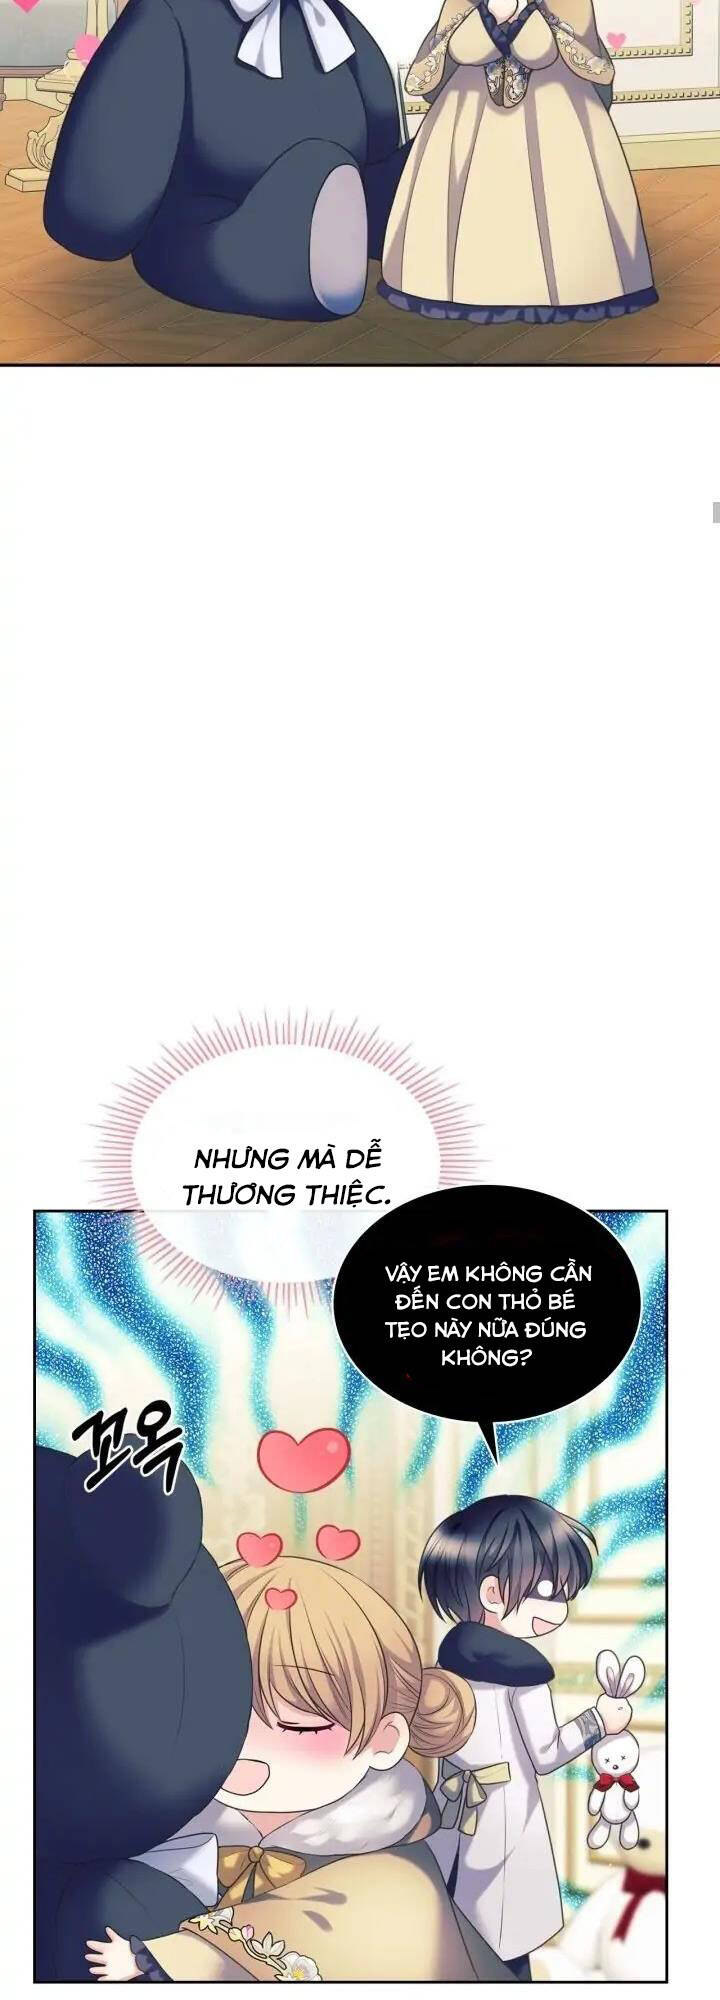 NHƯNG MÀ DỄ
THƯƠNG THIỆC.
VẬY EM KHÔNG CẦN
ĐẾN CON THỎ BÉ
TẸO NÀY NỮA ĐÚNG
KHÔNG?
꼬옥